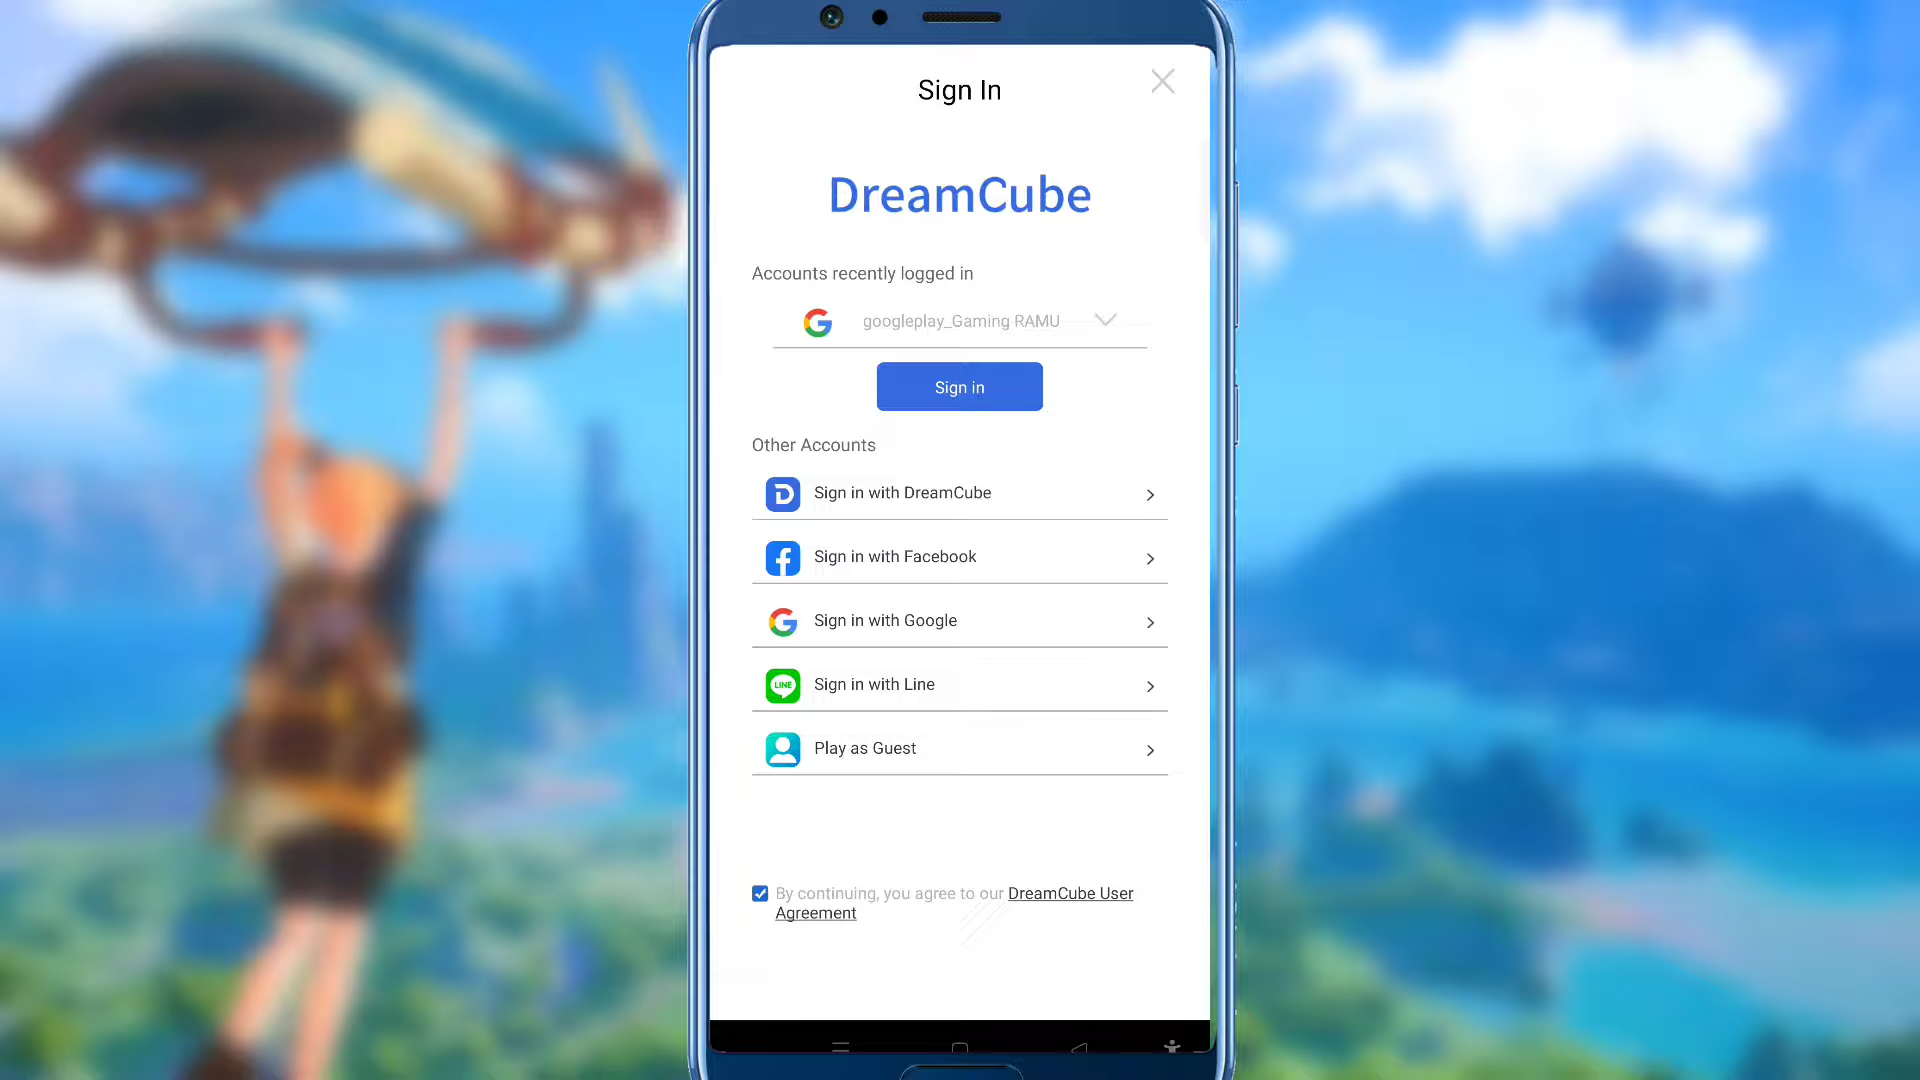 Sign In
DreamCube
Accounts recently logged in
googleplay_Gaming RAMU
Sign in
Other Accounts
Sign in with DreamCube
Sign in with Facebook
Sign in with Google
LINE
Sign in with Line
Play as Guest
By continuing, you agree to our DreamCube User
Agreement